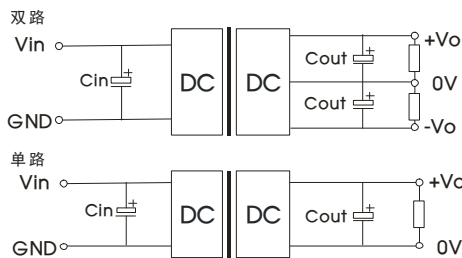 双路
Vin
+Vo
Cout
Cin
DC DC
0V
Cout
GND
-Vo
单路
Vin
+Vo
Cin
DC DC
Cout
GND
0V